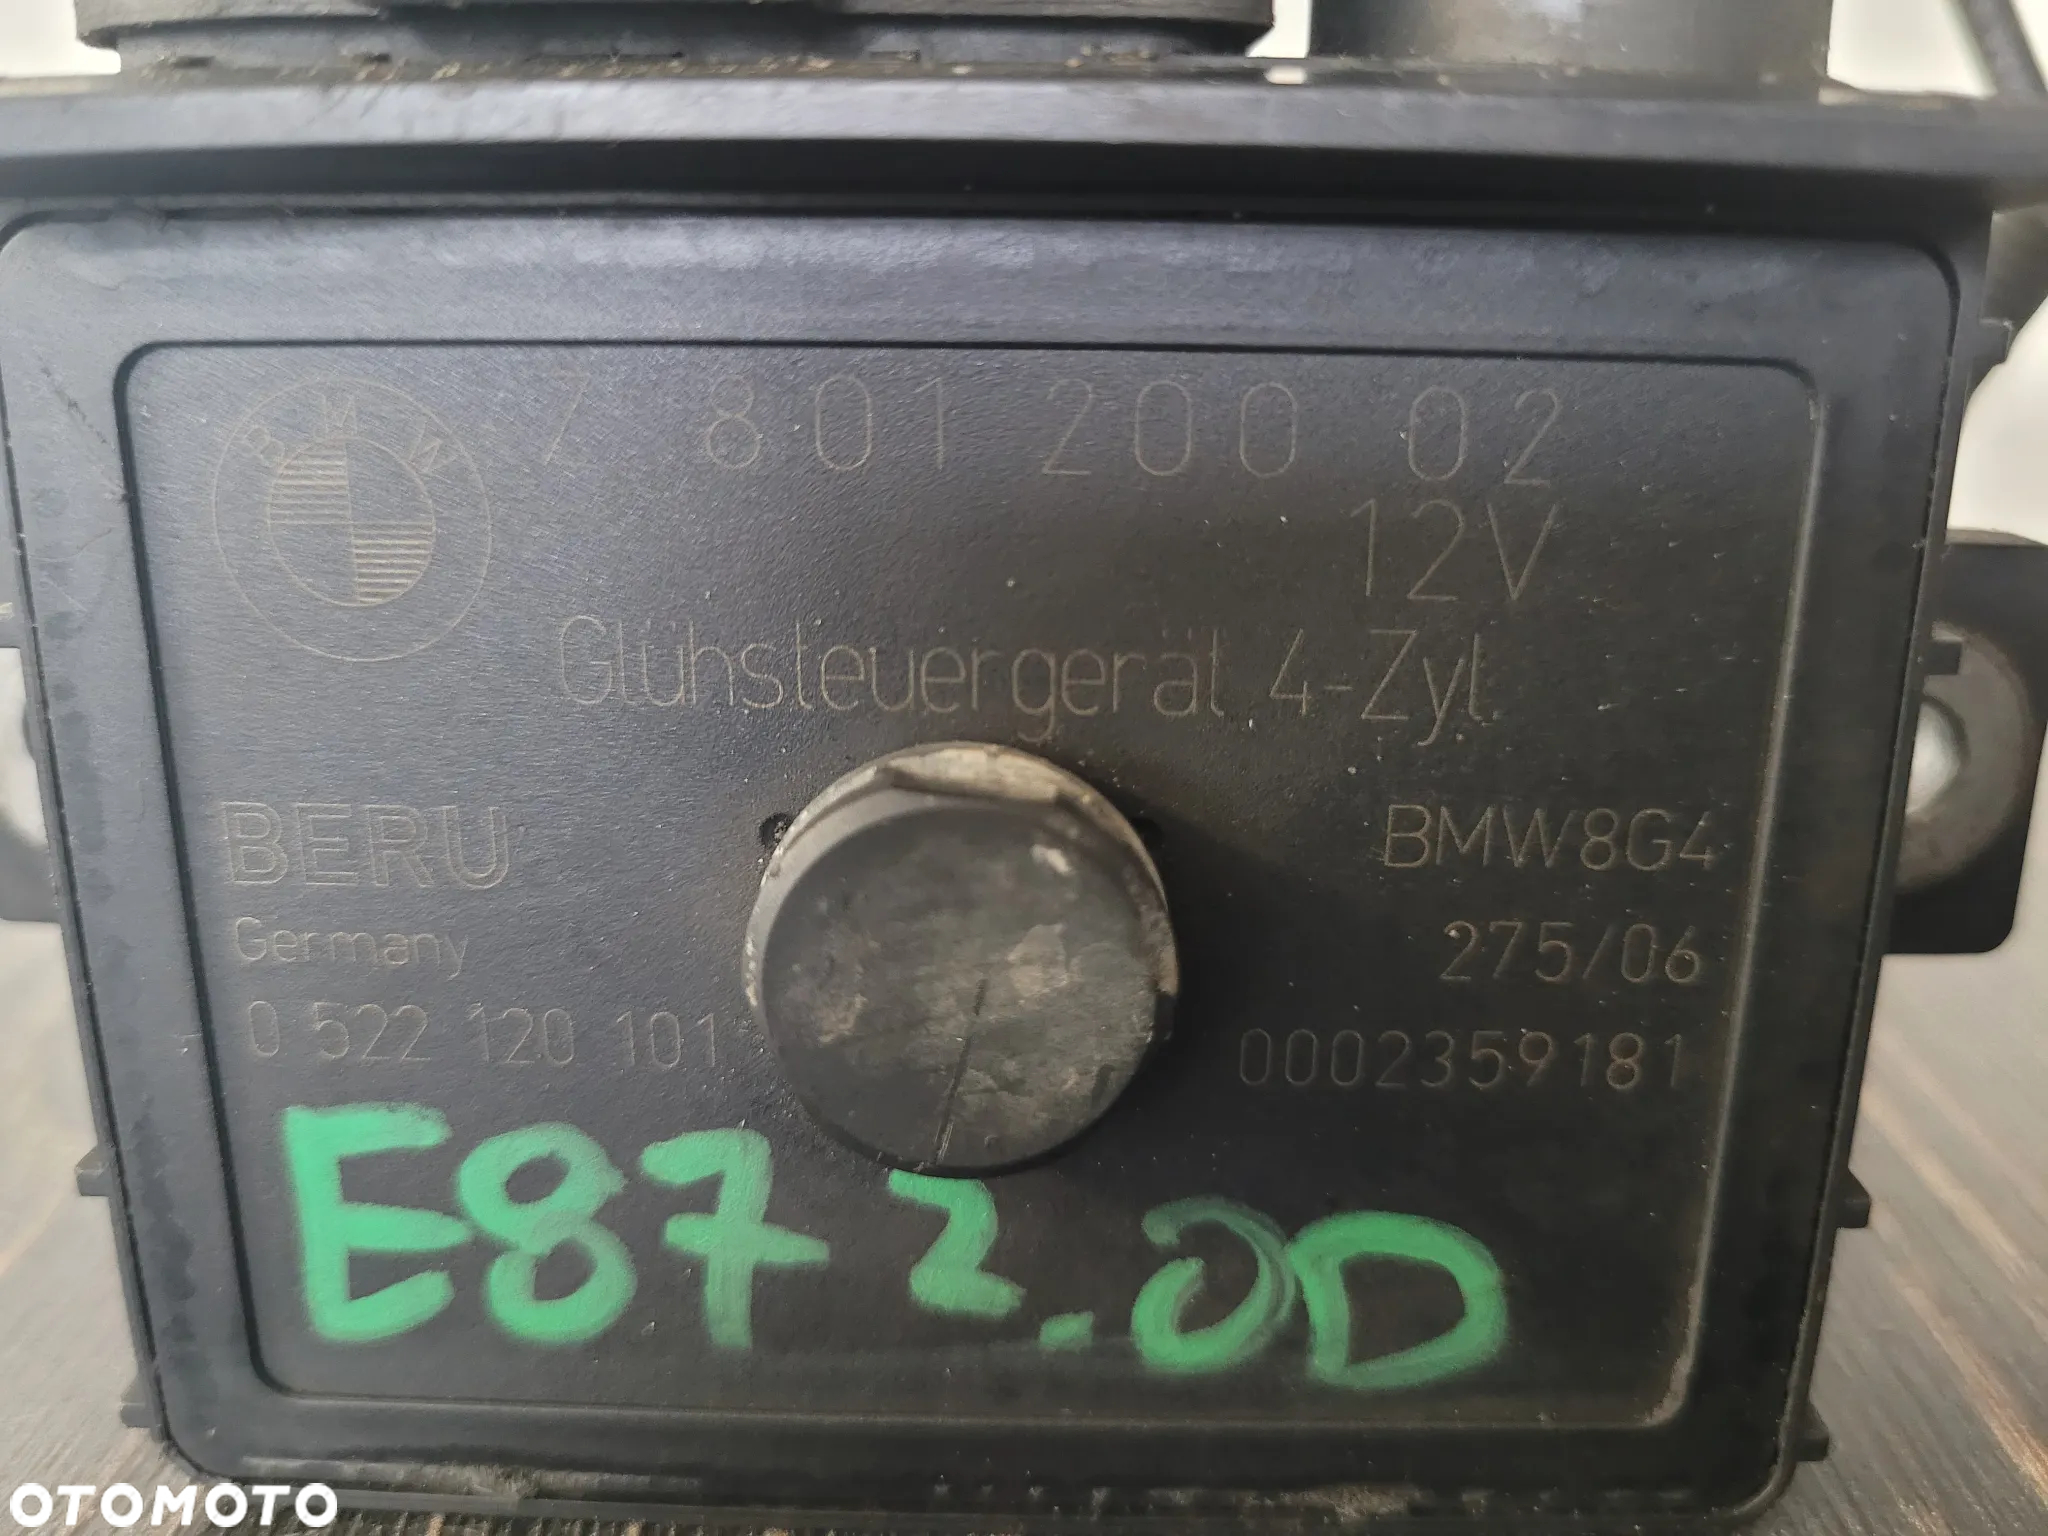 BMW
7 801 200 02
12V
Glühsteuergerät 4-Zyl
BERU
BMW8G4
Germany
275/06
0 522 120 101
0002359181
E87 2.0D
OTOMOTO